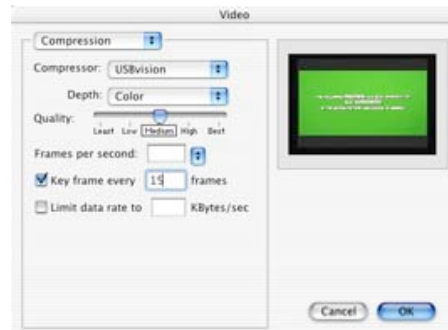 Video
Compression
Compressor: USBvision
Depth: Color
Quality:
Least Low Medium High Best
Frames per second:
Key frame every 15 frames
Limit data rate to KBytes/sec
Cancel OK